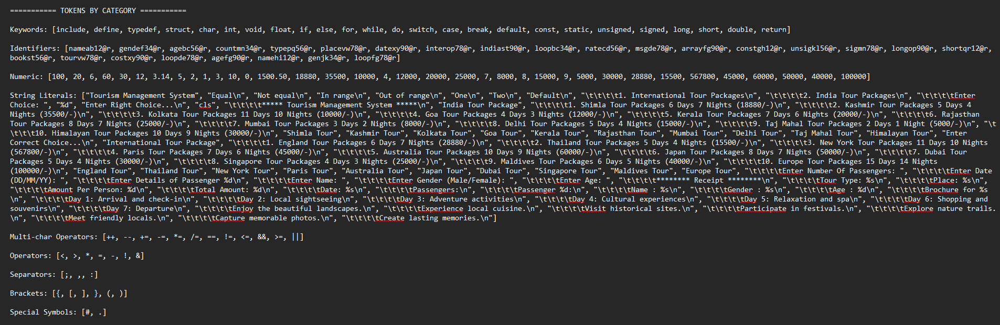 =========== TOKENS BY CATEGORY ===========
Keywords: [include, define, typedef, struct, char, int, void, float, if, else, for, while, do, switch, case, break, default, const, static, unsigned, signed, long, short, double, return]
Identifiers: [nameab12@r, gendef34@r, agebc56@r, countmn34@r, typepq56@r, placevw78@r, datexy90@r, interop78@r, indiast90@r, loopbc34@r, ratecd56@r, msgde78@r, arrayfg90@r, constgh12@r, unsigkl56@r, sigmn78@r, longop90@r, shortqr12@r,
bookst56@r, tourvw78@r, costxy90@r, loopde78@r, agefg90@r, namehi12@r, genjk34@r, loopfg78@r]
Numeric: [100, 20, 6, 60, 30, 12, 3.14, 5, 2, 1, 3, 10, 0, 1500.50, 18880, 35500, 10000, 4, 12000, 20000, 25000, 7, 8000, 8, 15000, 9, 5000, 30000, 28880, 15500, 567800, 45000, 60000, 50000, 40000, 100000]
String Literals: ["Tourism Management System", "Equal\n", "Not equal\n", "In range\n", "Out of range\n", "One\n", "Two\n", "Default\n", "\t\t\t\t1. International Tour Packages\n", "\t\t\t\t2. India Tour Packages\n", "\t\t\t\tEnter
Choice: ", "%d", "Enter Right Choice...\n", "cls", "\t\t\t\t***** Tourism Management System *****\n", "India Tour Package", "\t\t\t\t1. Shimla Tour Packages 6 Days 7 Nights (18880/-)\n", "\t\t\t\t2. Kashmir Tour Packages 5 Days 4
Nights (35500/-)\n", "\t\t\t\t3. Kolkata Tour Packages 11 Days 10 Nights (10000/-)\n", "\t\t\t\t4. Goa Tour Packages 4 Days 3 Nights (12000/-)\n", "\t\t\t\t5. Kerala Tour Packages 7 Days 6 Nights (20000/-)\n", "\t\t\t\t6. Rajasthan
Tour Packages 8 Days 7 Nights (25000/-)\n", "\t\t\t\t7. Mumbai Tour Packages 3 Days 2 Nights (8000/-)\n", "\t\t\t\t8. Delhi Tour Packages 5 Days 4 Nights (15000/-)\n", "\t\t\t\t9. Taj Mahal Tour Packages 2 Days 1 Night (5000/-)\n", "\t
\t\t\t10. Himalayan Tour Packages 10 Days 9 Nights (30000/-)\n", "Shimla Tour", "Kashmir Tour", "Kolkata Tour", "Goa Tour", "Kerala Tour", "Rajasthan Tour", "Mumbai Tour", "Delhi Tour", "Taj Mahal Tour", "Himalayan Tour", "Enter
Correct Choice...\n", "International Tour Package", "\t\t\t\t1. England Tour Packages 6 Days 7 Nights (28880/-)\n", "\t\t\t\t2. Thailand Tour Packages 5 Days 4 Nights (15500/-)\n", "\t\t\t\t3. New York Tour Packages 11 Days 10 Nights
(567800/-)\n", "\t\t\t\t4. Paris Tour Packages 7 Days 6 Nights (45000/-)\n", "\t\t\t\t5. Australia Tour Packages 10 Days 9 Nights (60000/-)\n", "\t\t\t\t6. Japan Tour Packages 8 Days 7 Nights (50000/-)\n", "\t\t\t\t7. Dubai Tour
Packages 5 Days 4 Nights (30000/-)\n", "\t\t\t\t8. Singapore Tour Packages 4 Days 3 Nights (25000/-)\n", "\t\t\t\t9. Maldives Tour Packages 6 Days 5 Nights (40000/-)\n", "\t\t\t\t10. Europe Tour Packages 15 Days 14 Nights
(100000/-)\n", "England Tour", "Thailand Tour", "New York Tour", "Paris Tour", "Australia Tour", "Japan Tour", "Dubai Tour", "Singapore Tour", "Maldives Tour", "Europe Tour", "\t\t\t\tEnter Number Of Passengers: ", "\t\t\t\tEnter Date
(DD/MM/YY): ", "\t\t\t\tEnter Details of Passenger %d\n", "\t\t\t\tEnter Name: ", "\t\t\t\tEnter Gender (Male/Female): ", "\t\t\t\tEnter Age: ", "\t\t\t\t******** Receipt ********\n", "\t\t\t\tTour Type: %s\n", "\t\t\t\tPlace: %s\n",
"\t\t\t\tAmount Per Person: %d\n", "\t\t\t\tTotal Amount: %d\n", "\t\t\t\tDate: %s\n", "\t\t\t\tPassengers:\n", "\t\t\t\tPassenger %d:\n", "\t\t\t\tName : %s\n", "\t\t\t\tGender : %s\n", "\t\t\t\tAge : %d\n", "\t\t\t\tBrochure for %s
\n", "\t\t\t\tDay 1: Arrival and check-in\n", "\t\t\t\tDay 2: Local sightseeing\n", "\t\t\t\tDay 3: Adventure activities\n", "\t\t\t\tDay 4: Cultural experiences\n", "\t\t\t\tDay 5: Relaxation and spa\n", "\t\t\t\tDay 6: Shopping and
souvenirs\n", "\t\t\t\tDay 7: Departure\n", "\t\t\t\tEnjoy the beautiful landscapes.\n", "\t\t\t\tExperience local cuisine.\n", "\t\t\t\tVisit historical sites.\n", "\t\t\t\tParticipate in festivals.\n", "\t\t\t\tExplore nature trails.
\n", "\t\t\t\tMeet friendly locals.\n", "\t\t\t\tCapture memorable photos.\n", "\t\t\t\tCreate lasting memories.\n"]
Multi-char Operators: [++, --, +=, -=, *=, /=, ==, !=, <=, &&, >=, ||]
Operators: [<, >, *, =, -, !, &]
Separators: [;, ,, :]
Brackets: [{, [, ], }, (, )]
Special Symbols: [#, .]